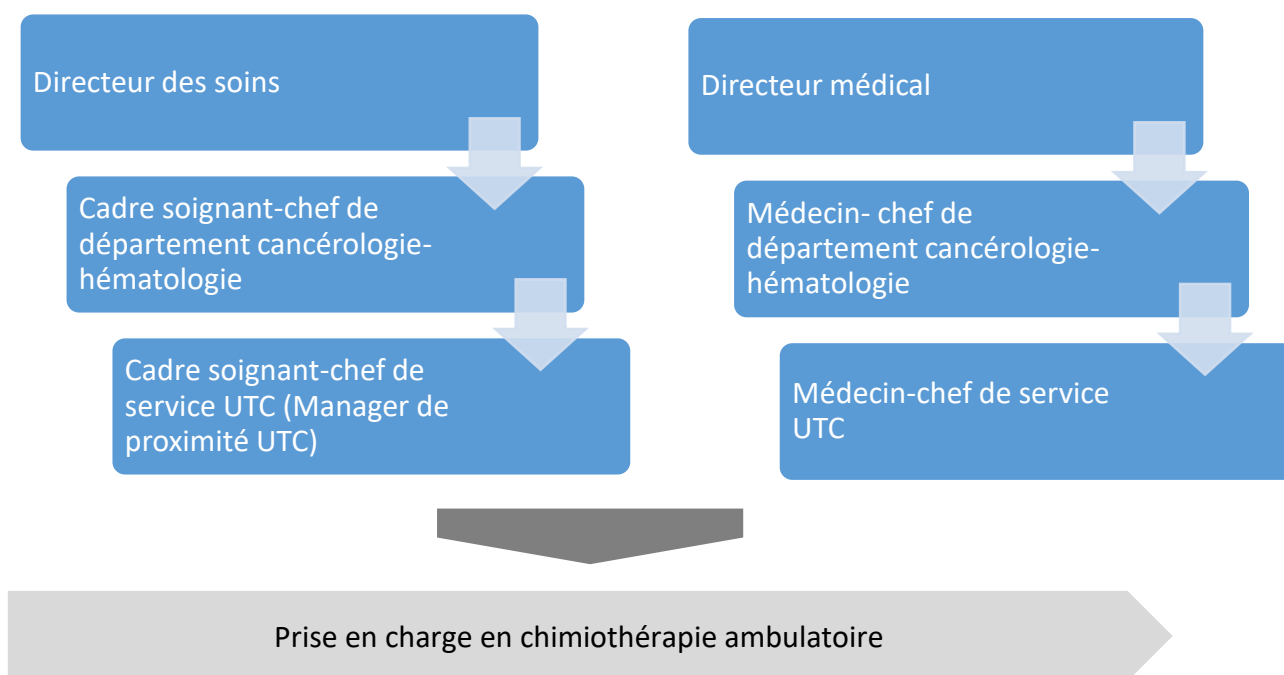 Directeur des soins
Cadre soignant-chef de
département cancérologie-
hématologie
Cadre soignant-chef de
service UTC (Manager de
proximité UTC)
Directeur médical
Médecin- chef de
département cancérologie-
hématologie
Médecin-chef de service
UTC
Prise en charge en chimiothérapie ambulatoire